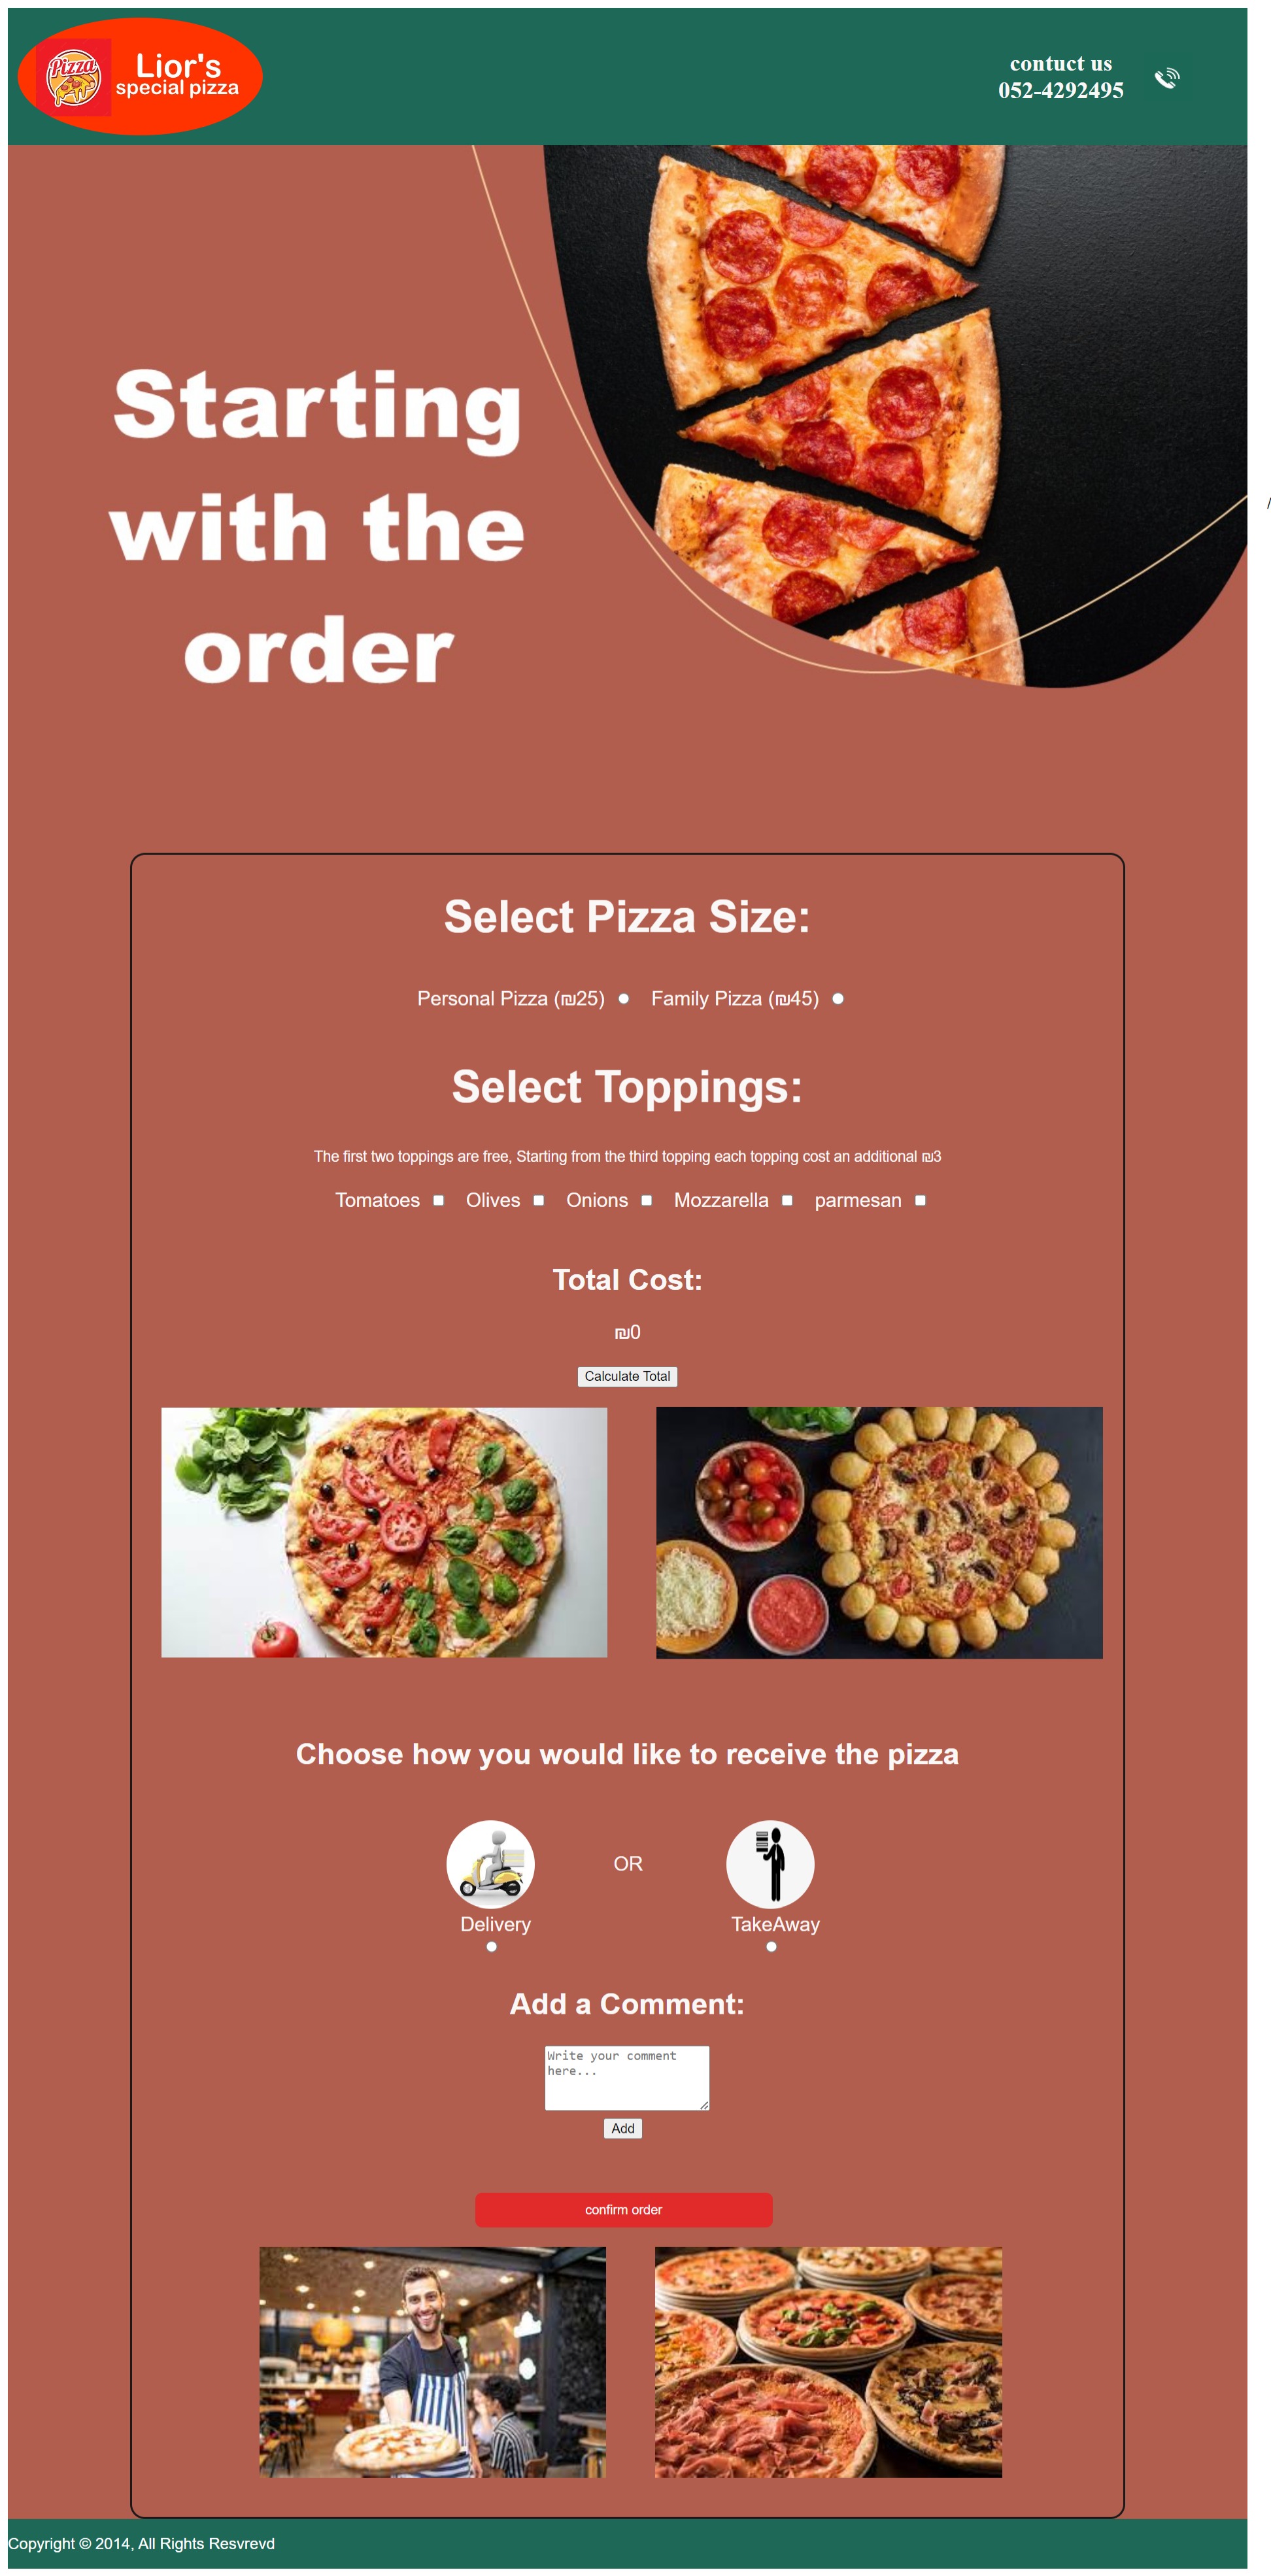 Pizza
Lior's
special pizza
contuct us
052-4292495
Starting
with the
order
/
Select Pizza Size:
Personal Pizza (₪25) Family Pizza (₪45)
Select Toppings:
The first two toppings are free, Starting from the third topping each topping cost an additional ₪3
Tomatoes Olives Onions Mozzarella parmesan
Total Cost:
₪0
Calculate Total
Choose how you would like to receive the pizza
OR
Delivery TakeAway
Add a Comment:
Write your comment
here...
Add
confirm order
Copyright © 2014, All Rights Resvrevd